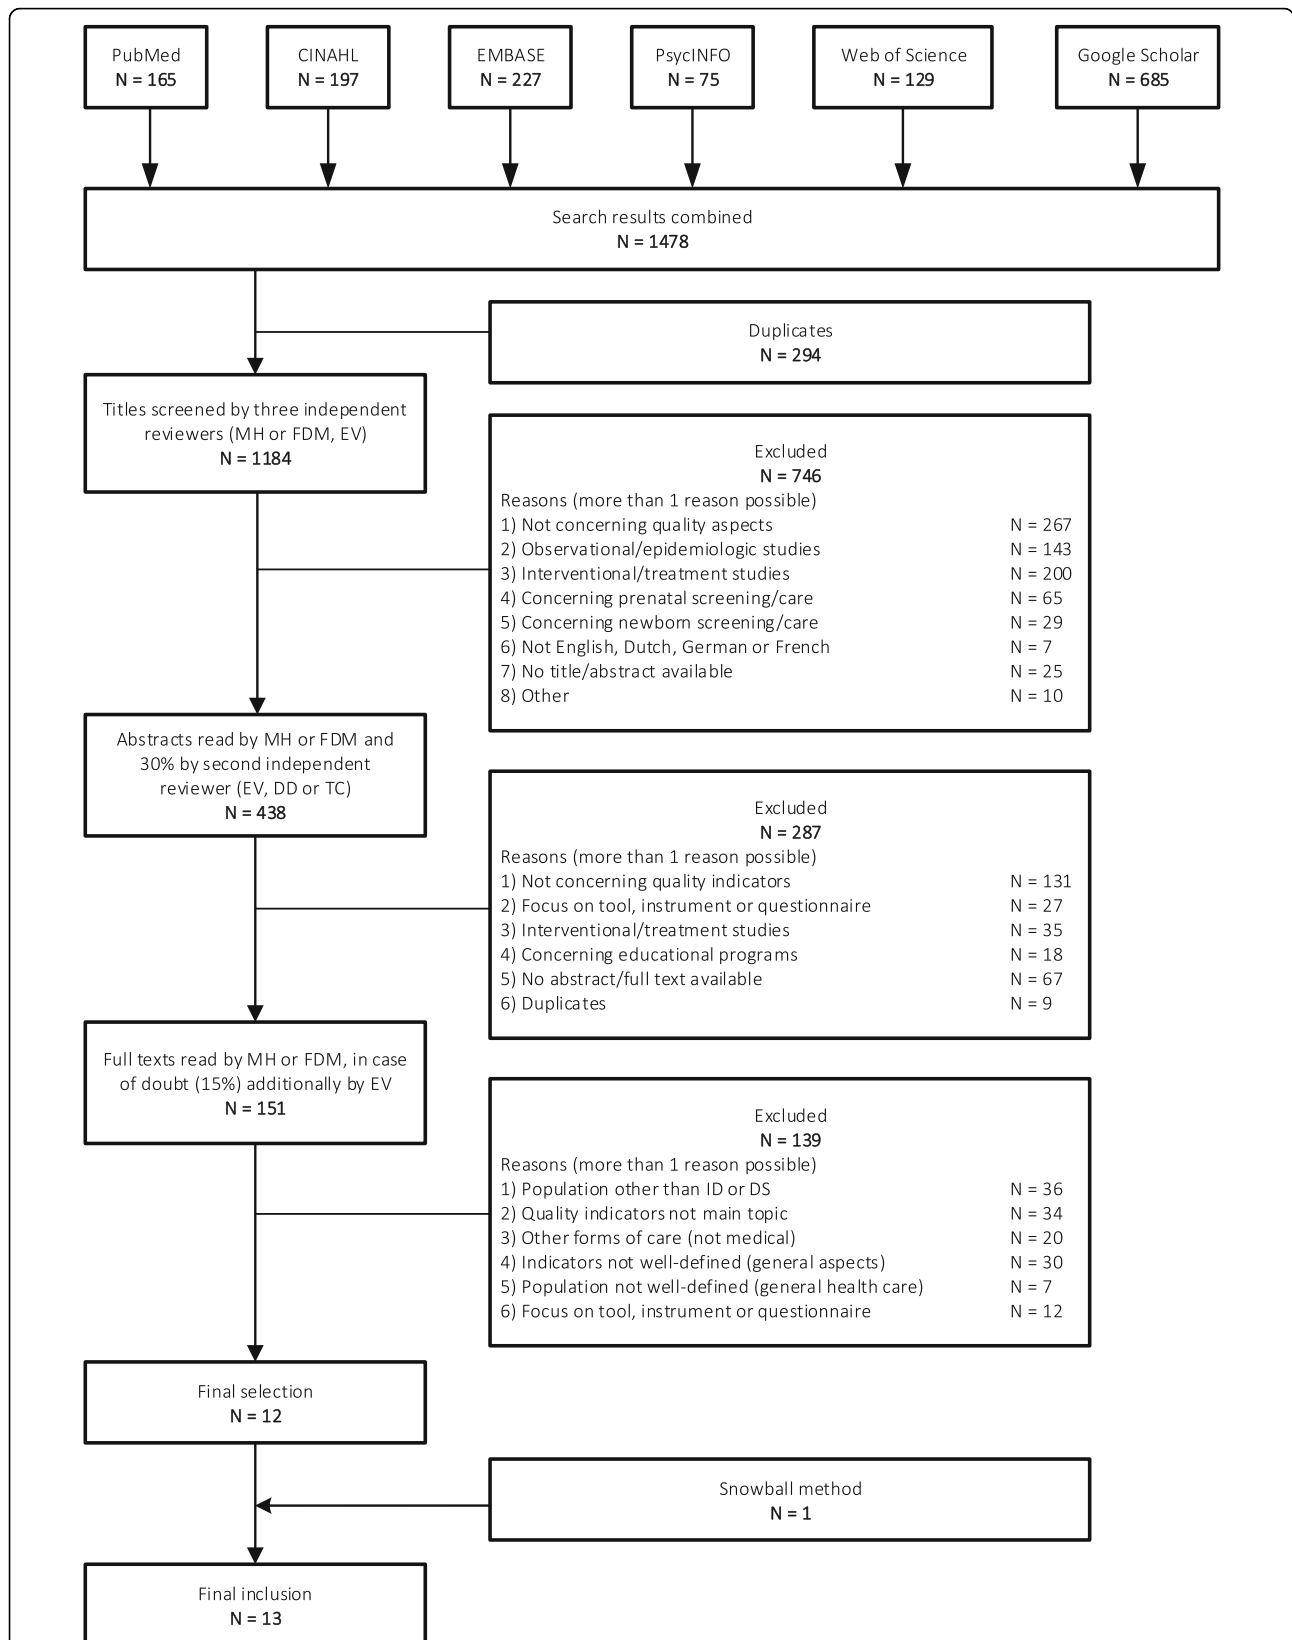 PubMed
N = 165
CINAHL
N = 197
EMBASE
N = 227
PsycINFO
N = 75
Web of Science
N = 129
Google Scholar
N = 685
Search results combined
N = 1478
Duplicates
N = 294
Titles screened by three independent
reviewers (MH or FDM, EV)
N = 1184
Excluded
N = 746
Reasons (more than 1 reason possible)
1) Not concerning quality aspects N = 267
2) Observational/epidemiologic studies N = 143
3) Interventional/treatment studies N = 200
4) Concerning prenatal screening/care N = 65
5) Concerning newborn screening/care N = 29
6) Not English, Dutch, German or French N = 7
7) No title/abstract available N = 25
8) Other N = 10
Abstracts read by MH or FDM and
30% by second independent
reviewer (EV, DD or TC)
N = 438
Excluded
N = 287
Reasons (more than 1 reason possible)
1) Not concerning quality indicators N = 131
2) Focus on tool, instrument or questionnaire N = 27
3) Interventional/treatment studies N = 35
4) Concerning educational programs N = 18
5) No abstract/full text available N = 67
6) Duplicates N = 9
Full texts read by MH or FDM, in case
of doubt (15%) additionally by EV
N = 151
Excluded
N = 139
Reasons (more than 1 reason possible)
1) Population other than ID or DS N = 36
2) Quality indicators not main topic N = 34
3) Other forms of care (not medical) N = 20
4) Indicators not well-defined (general aspects) N = 30
5) Population not well-defined (general health care) N = 7
6) Focus on tool, instrument or questionnaire N = 12
Final selection
N = 12
Snowball method
N = 1
Final inclusion
N = 13